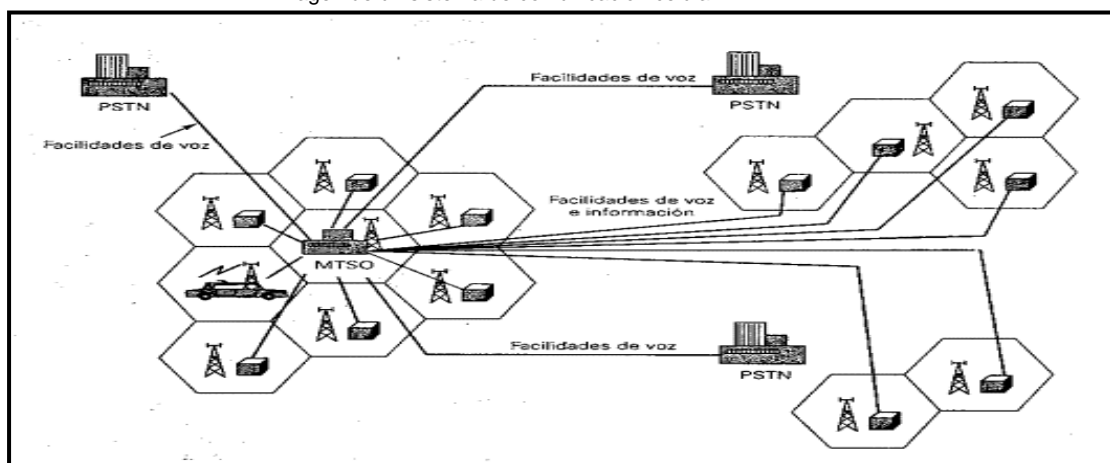 Facilidades de voz
PSTN
PSTN
Facilidades de voz
Facilidades de voz
e información
MTSO
Facilidades de voz
PSTN